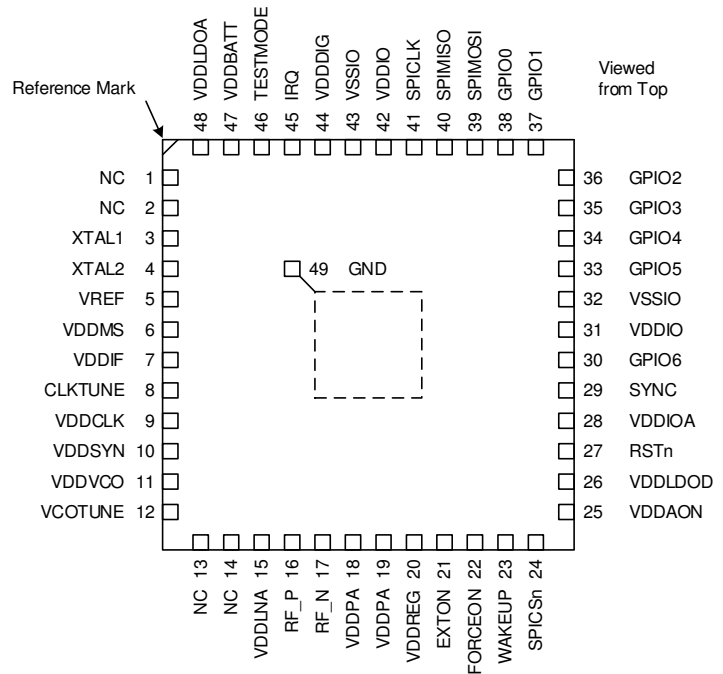 Reference Mark
Viewed
from Top
48 VDDLDOA
47 VDDBATT
46 TESTMODE
45 IRQ
44 VDDDIG
43 VSSIO
42 VDDIO
41 SPICLK
40 SPIMISO
39 SPIMOSI
38 GPIO0
37 GPIO1
NC 1
NC 2
XTAL1 3
XTAL2 4
VREF 5
VDDMS 6
VDDIF 7
CLKTUNE 8
VDDCLK 9
VDDSYN 10
VDDVCO 11
VCOTUNE 12
49 GND
36 GPIO2
35 GPIO3
34 GPIO4
33 GPIO5
32 VSSIO
31 VDDIO
30 GPIO6
29 SYNC
28 VDDIOA
27 RSTn
26 VDDLDOD
25 VDDAON
NC 13
NC 14
VDDLNA 15
RF_P 16
RF_N 17
VDDPA 18
VDDPA 19
VDDREG 20
EXTON 21
FORCEON 22
WAKEUP 23
SPICSn 24